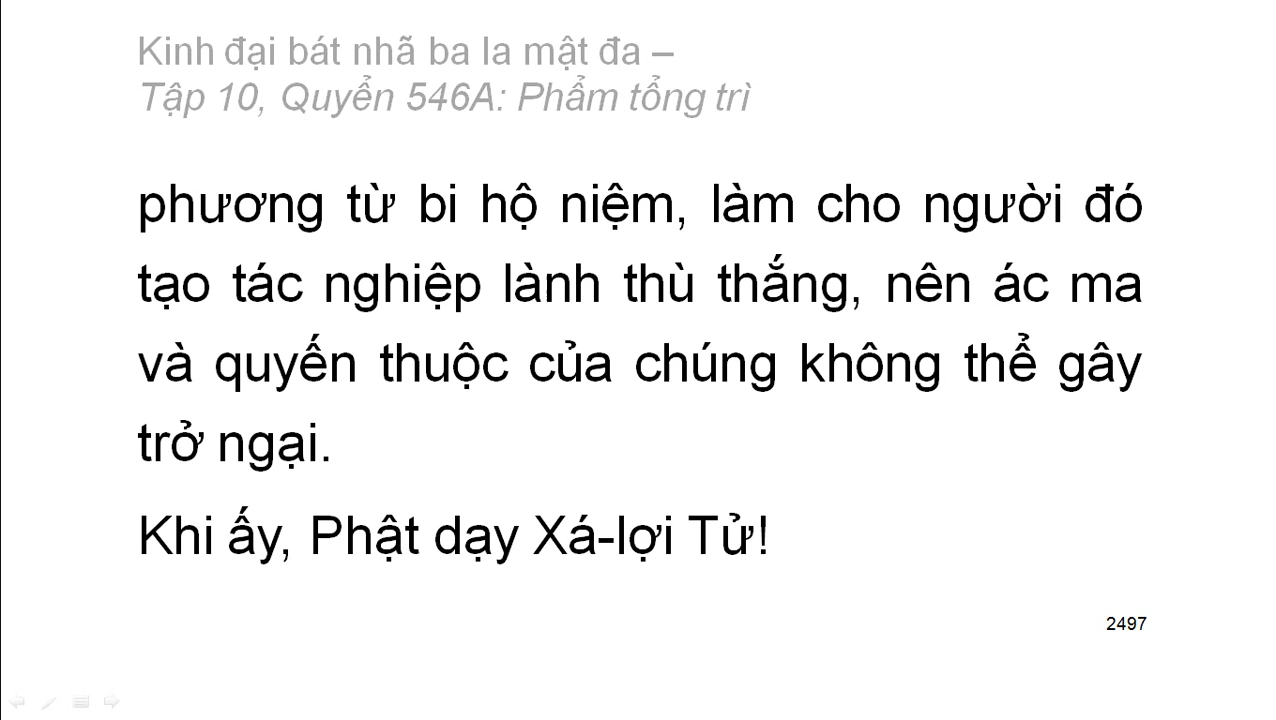 Kinh đại bát nhã ba la mật đa –
Tập 10, Quyển 546A: Phẩm tổng trì
phương từ bi hộ niệm, làm cho người đó
tạo tác nghiệp lành thù thắng, nên ác ma
và quyến thuộc của chúng không thể gây
trở ngại.
Khi ấy, Phật dạy Xá-lợi Tử!
2497